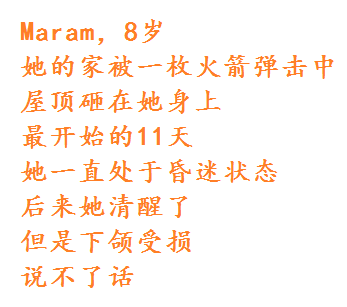 Maram, 8岁
她的家被一枚火箭弹击中
屋顶砸在她身上
最开始的11天
她一直处于昏迷状态
后来她清醒了
但是下颌受损
说不了话